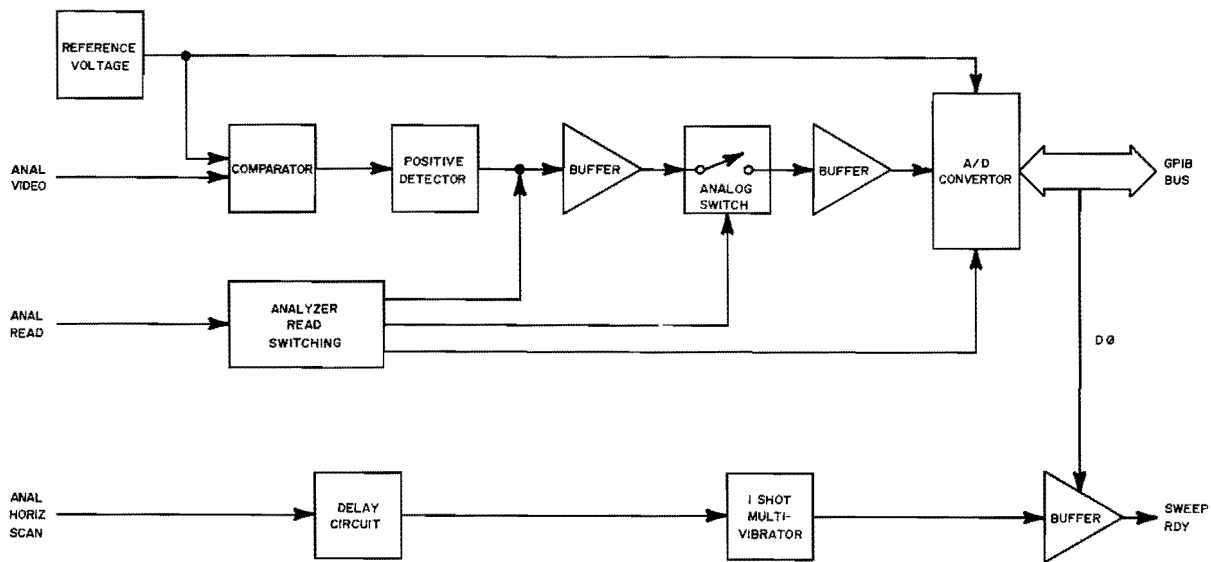 REFERENCE
VOLTAGE
ANAL
VIDEO
COMPARATOR
POSITIVE
DETECTOR
BUFFER
ANALOG
SWITCH
BUFFER
A/D
CONVERTOR
GPIB
BUS
ANAL
READ
ANALYZER
READ
SWITCHING
DØ
ANAL
HORIZ
SCAN
DELAY
CIRCUIT
1 SHOT
MULTI-
VIBRATOR
BUFFER
SWEEP
RDY